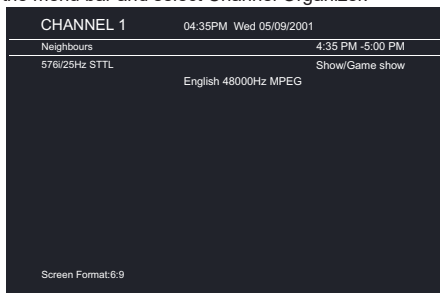 the menu bar and select Channel Organizer.
CHANNEL 1 04:35PM Wed 05/09/2001
Neighbours 4:35 PM -5:00 PM
576i/25Hz STTL Show/Game show
English 48000Hz MPEG
Screen Format:6:9